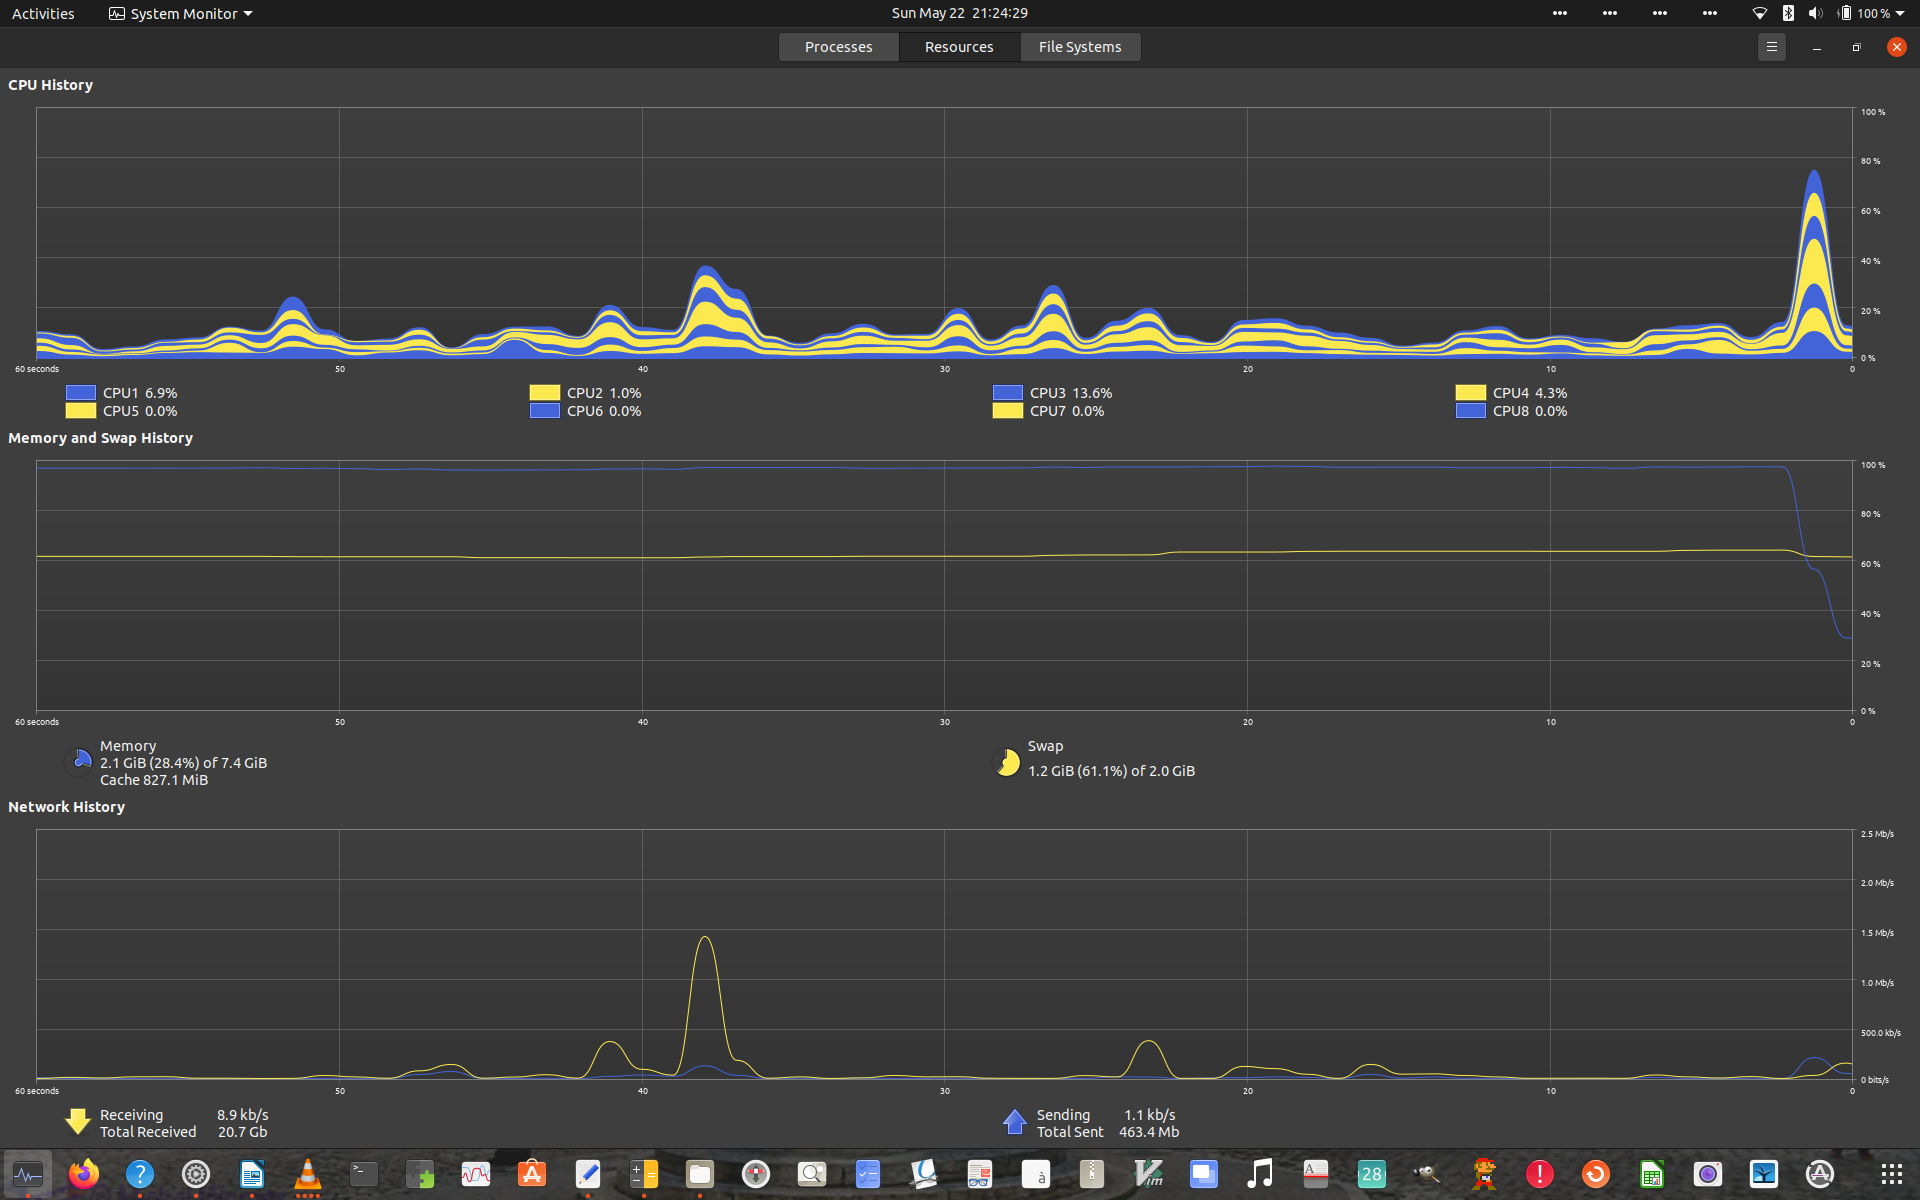 Activities System Monitor Sun May 22 21:24:29 100 %
Processes Resources File Systems
CPU History
100 %
80 %
60 %
40 %
20 %
0 %
60 seconds 50 40 30 20 10 0
CPU1 6.9% CPU2 1.0% CPU3 13.6% CPU4 4.3%
CPU5 0.0% CPU6 0.0% CPU7 0.0% CPU8 0.0%
Memory and Swap History
100 %
80 %
60 %
40 %
20 %
0 %
60 seconds 50 40 30 20 10 0
Memory
2.1 GiB (28.4%) of 7.4 GiB
Cache 827.1 MiB
Swap
1.2 GiB (61.1%) of 2.0 GiB
Network History
2.5 Mb/s
2.0 Mb/s
1.5 Mb/s
1.0 Mb/s
500.0 kb/s
0 bits/s
60 seconds 50 40 30 20 10 0
Receiving 8.9 kb/s
Total Received 20.7 Gb
Sending 1.1 kb/s
Total Sent 463.4 Mb
? >_ A à Vim A 28 ! A